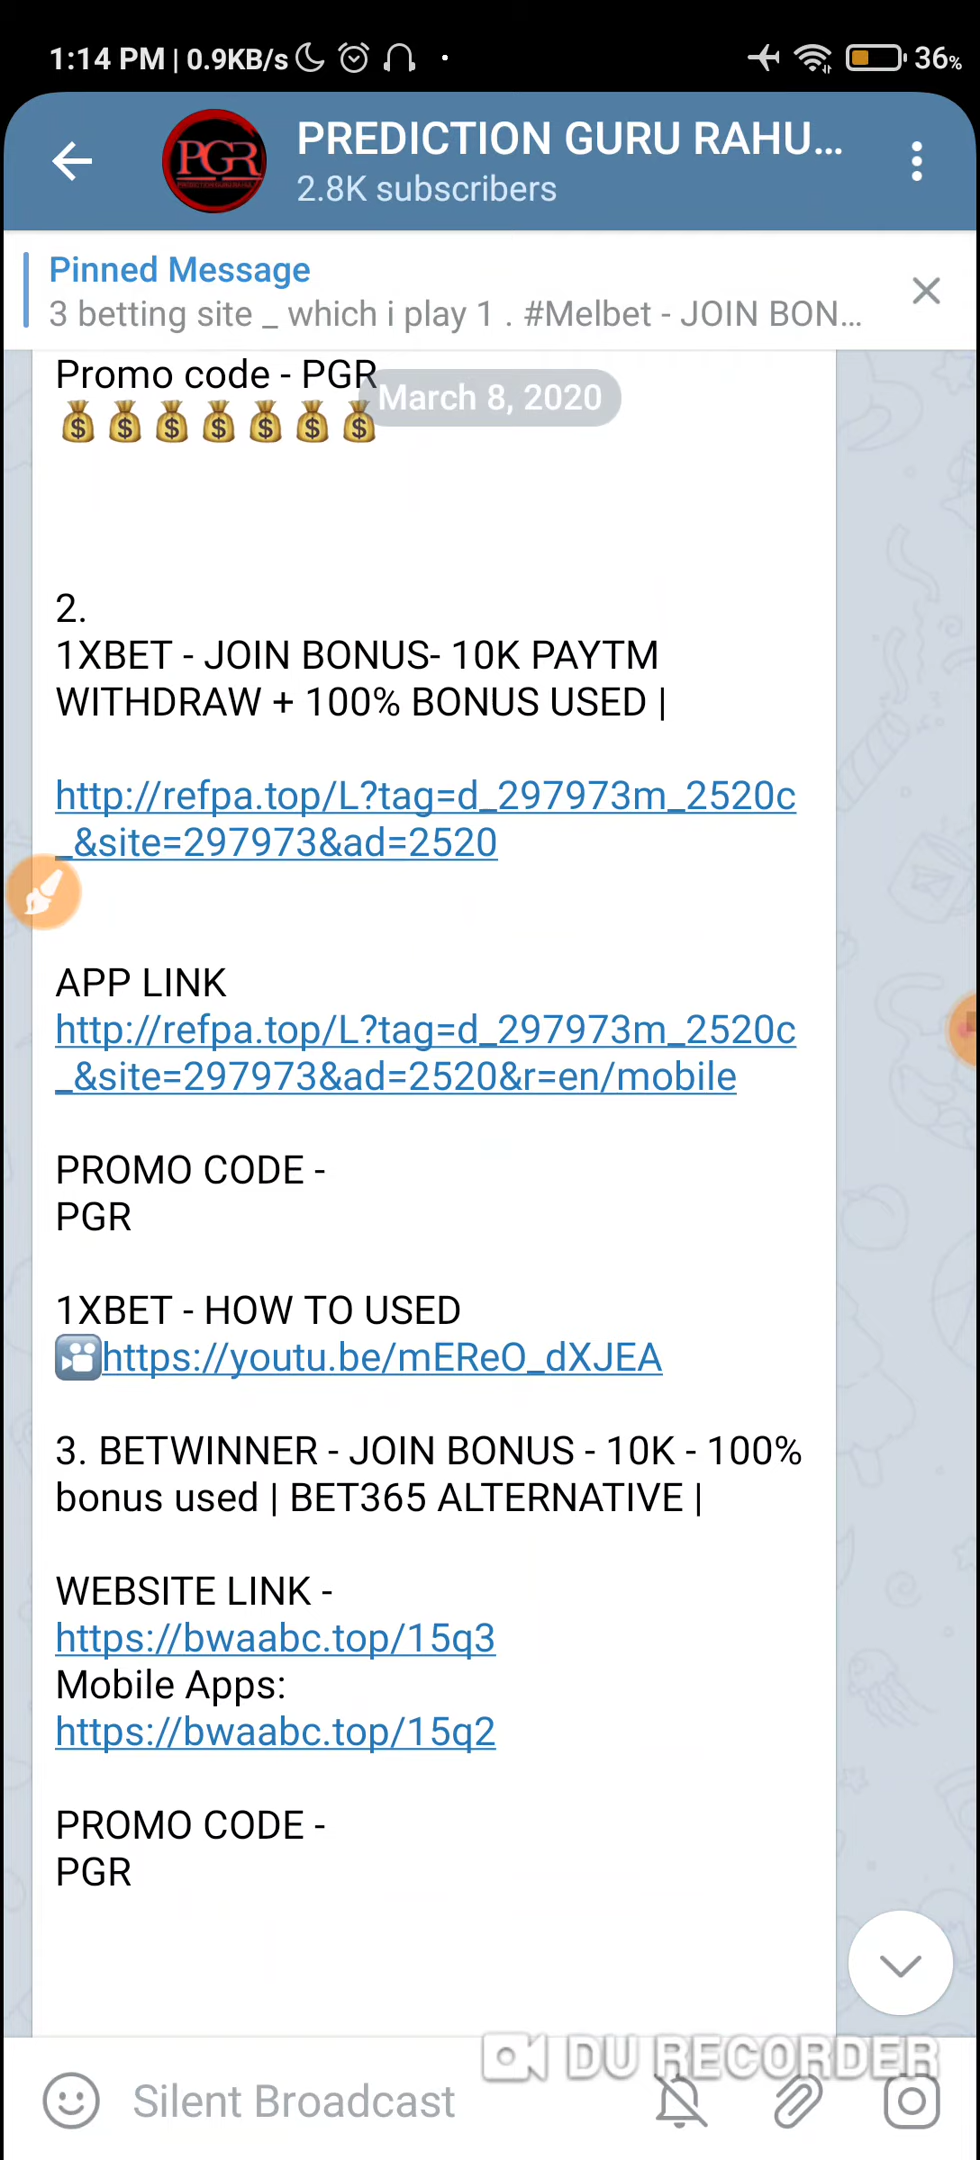 1:14 PM | 0.9KB/s
36%
PGR
PREDICTION GURU RAHU...
2.8K subscribers
Pinned Message
3 betting site _ which i play 1 . #Melbet - JOIN BON...
Promo code - PGR
March 8, 2020
2.
1XBET - JOIN BONUS- 10K PAYTM
WITHDRAW + 100% BONUS USED |
http://refpa.top/L?tag=d_297973m_2520c
_&site=297973&ad=2520
APP LINK
http://refpa.top/L?tag=d_297973m_2520c
_&site=297973&ad=2520&r=en/mobile
PROMO CODE -
PGR
1XBET - HOW TO USED
https://youtu.be/mEReO_dXJEA
3. BETWINNER - JOIN BONUS - 10K - 100%
bonus used | BET365 ALTERNATIVE |
WEBSITE LINK -
https://bwaabc.top/15q3
Mobile Apps:
https://bwaabc.top/15q2
PROMO CODE -
PGR
DU RECORDER
Silent Broadcast